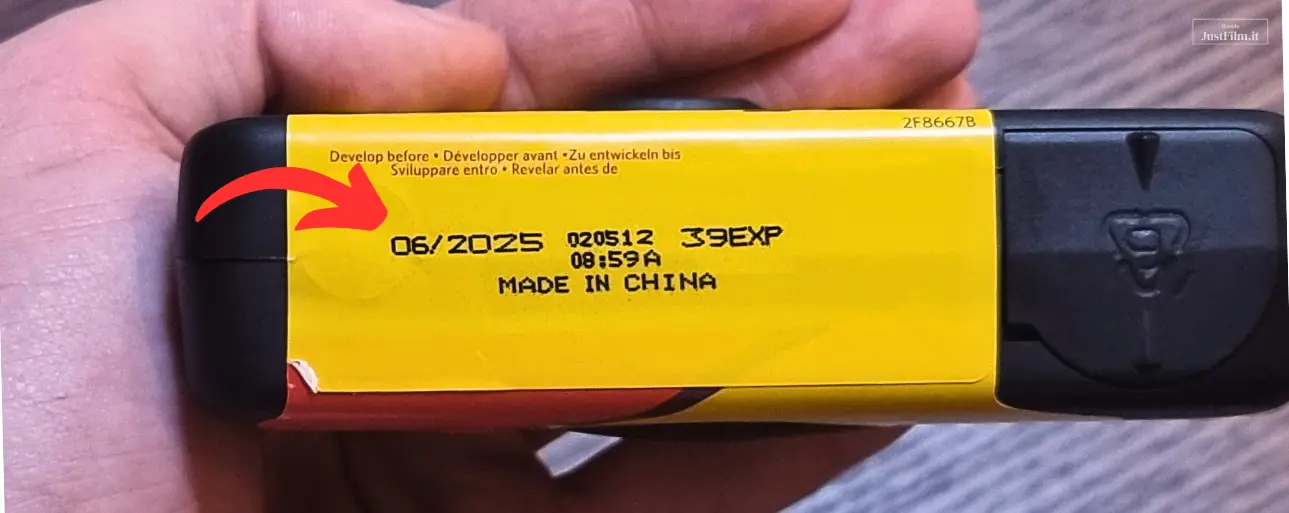 JustFilm.it
2F8667B
Develop before • Développer avant •Zu entwickeln bis
Sviluppare entro • Revelar antes de
06/2025 020512 39EXP
08:59A
MADE IN CHINA